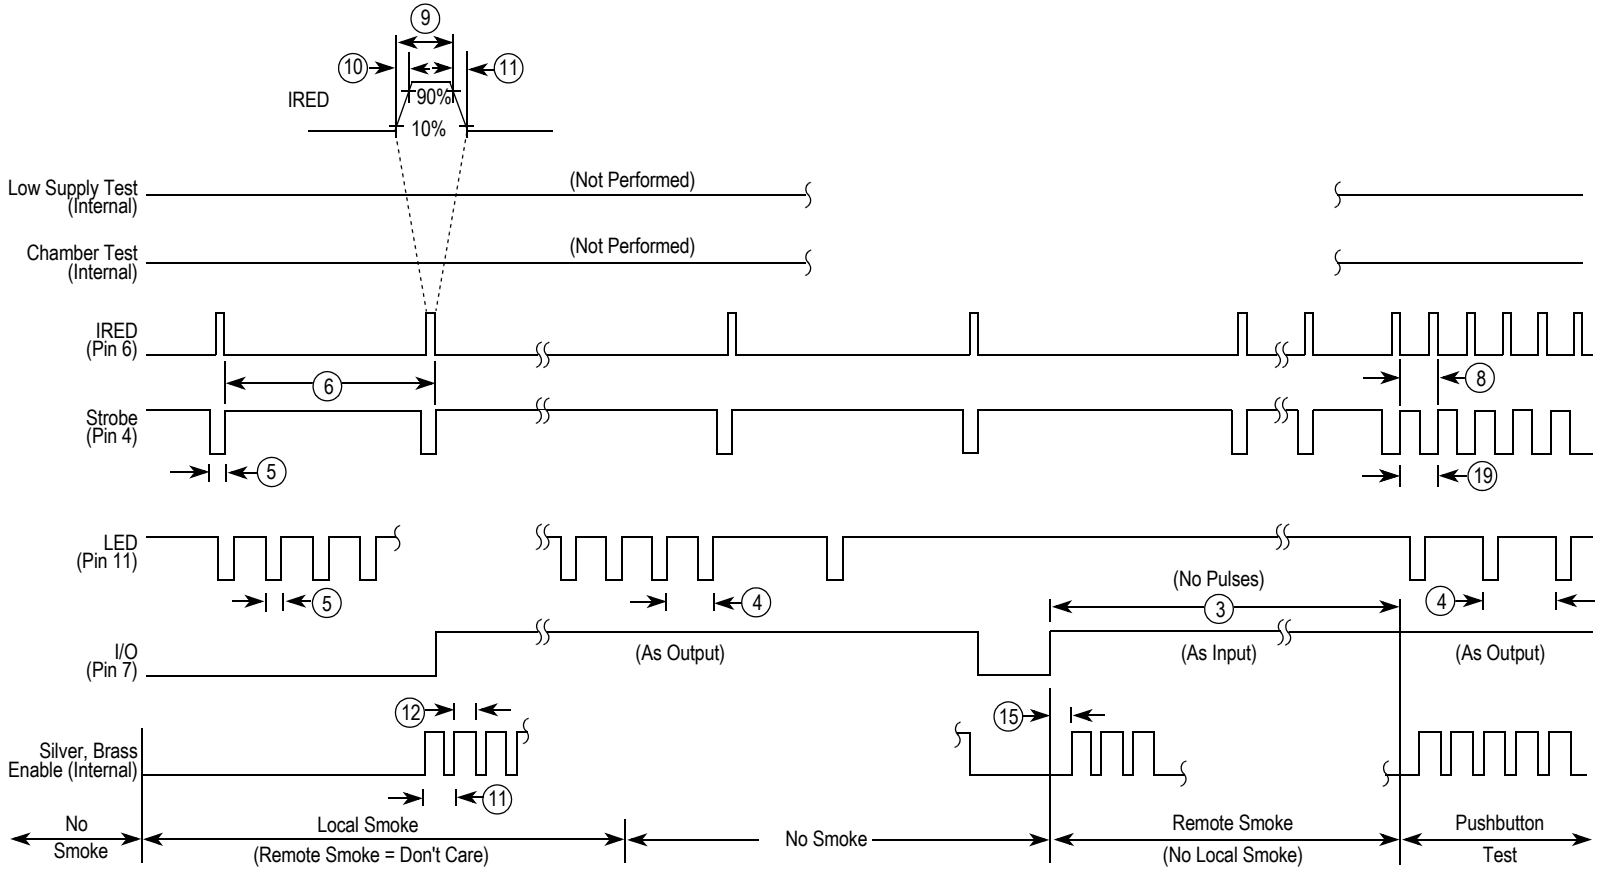 9
10
11
IRED
90%
10%
Low Supply Test
(Internal)
(Not Performed)
Chamber Test
(Internal)
(Not Performed)
IRED
(Pin 6)
6
8
Strobe
(Pin 4)
5
19
LED
(Pin 11)
5
4
(No Pulses)
3
4
I/O
(Pin 7)
(As Output)
(As Input)
(As Output)
12
15
Silver, Brass
Enable (Internal)
11
No
Smoke
Local Smoke
(Remote Smoke = Don't Care)
No Smoke
Remote Smoke
(No Local Smoke)
Pushbutton
Test